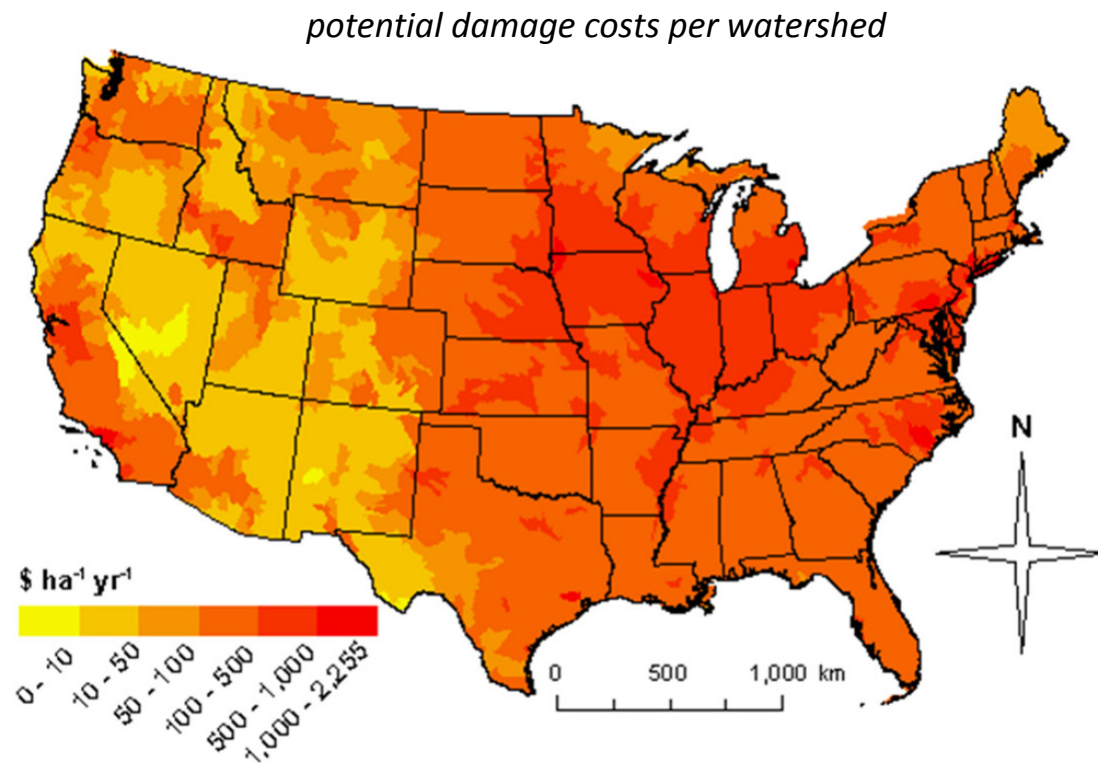 potential damage costs per watershed
N
$ ha⁻¹ yr⁻¹
0 - 10
10 - 50
50 - 100
100 - 500
500 - 1,000
1,000 - 2,255
0 500 1,000 km